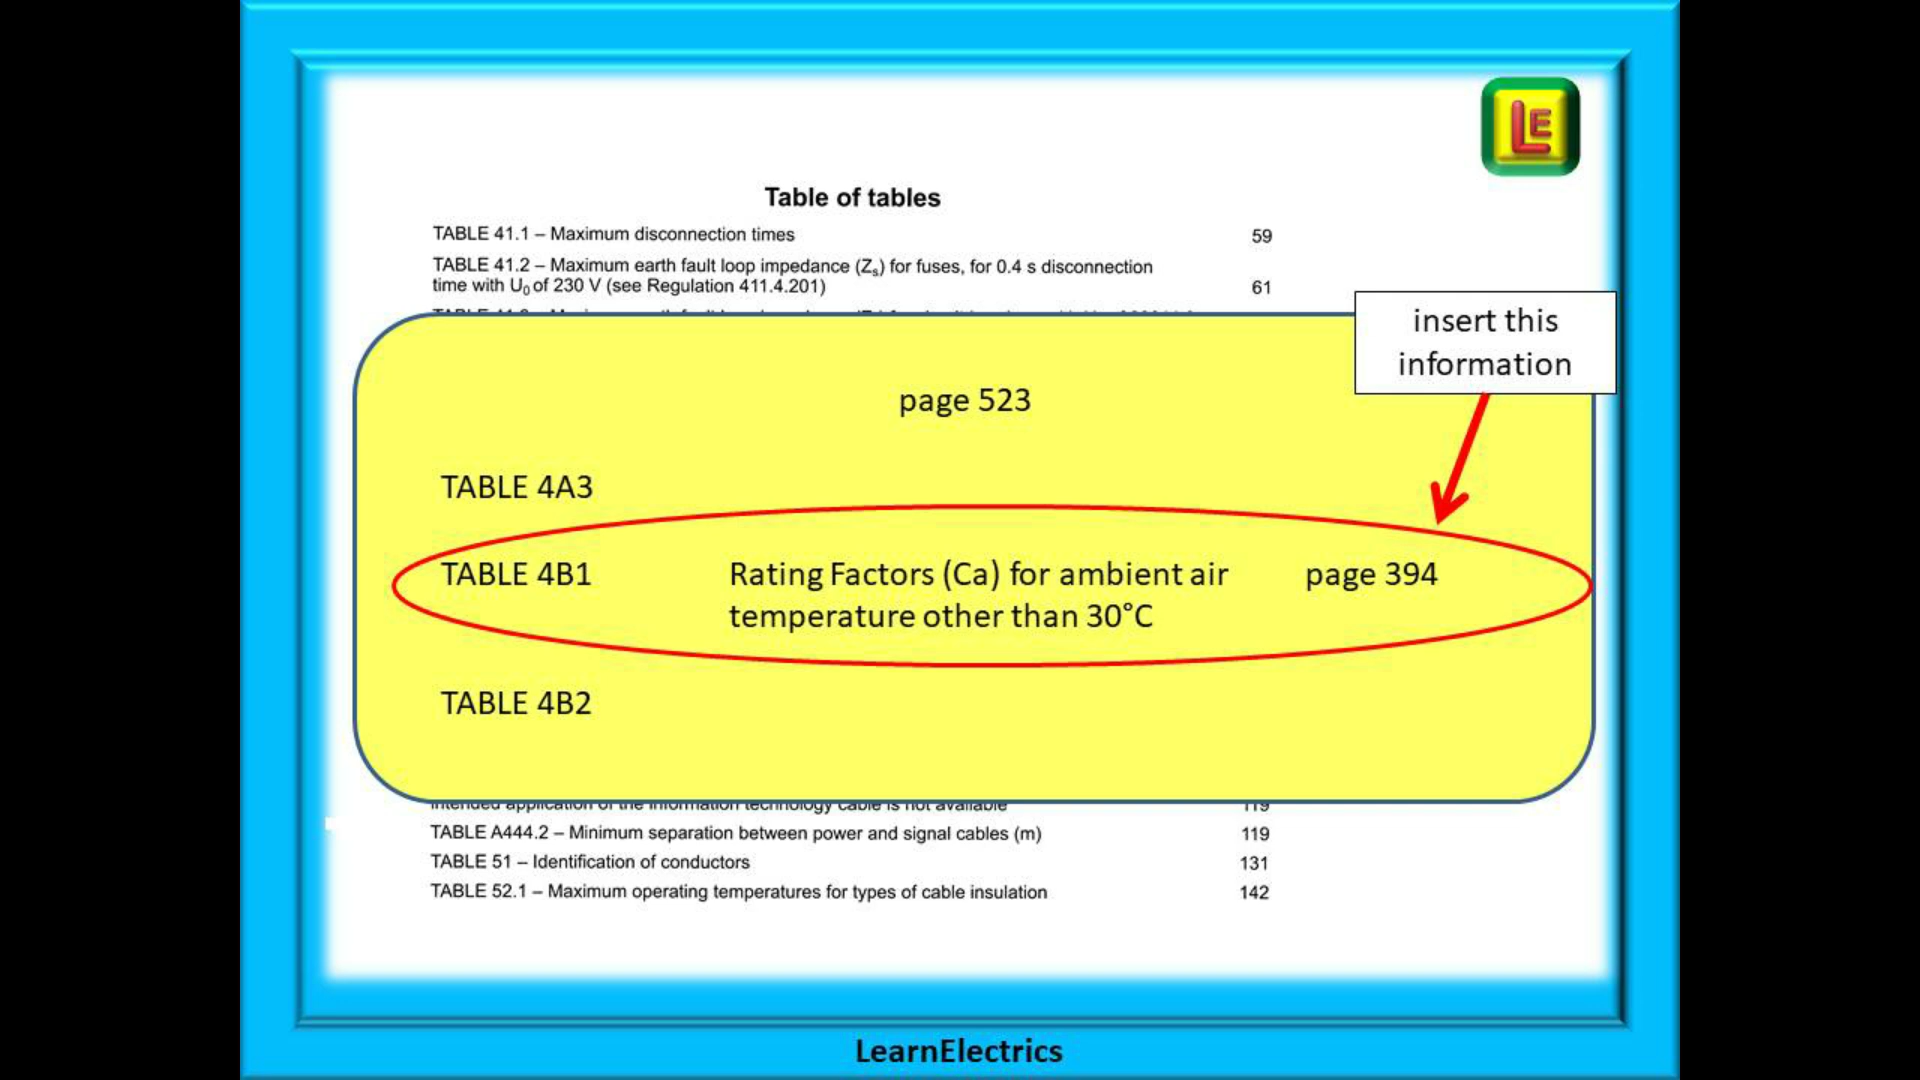 LE
Table of tables
TABLE 41.1 – Maximum disconnection times 59
TABLE 41.2 – Maximum earth fault loop impedance (Zs) for fuses, for 0.4 s disconnection
time with U0 of 230 V (see Regulation 411.4.201) 61
insert this
information
page 523
TABLE 4A3
TABLE 4B1 Rating Factors (Ca) for ambient air page 394
temperature other than 30°C
TABLE 4B2
intended application of the information technology cable is not available 119
TABLE A444.2 – Minimum separation between power and signal cables (m) 119
TABLE 51 – Identification of conductors 131
TABLE 52.1 – Maximum operating temperatures for types of cable insulation 142
LearnElectrics